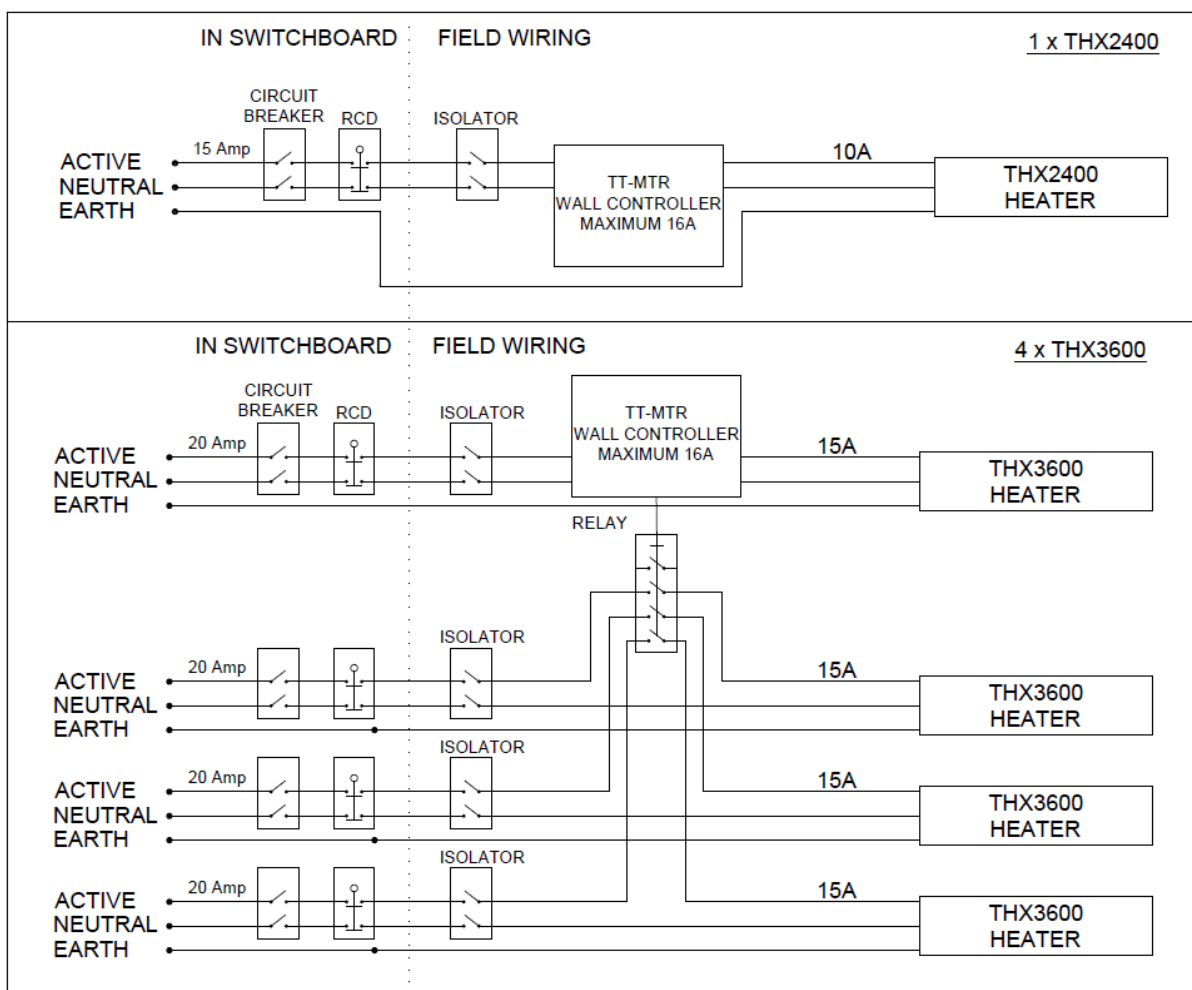 IN SWITCHBOARD
FIELD WIRING
1 x THX2400
CIRCUIT
BREAKER
RCD
ISOLATOR
15 Amp
ACTIVE
NEUTRAL
EARTH
TT-MTR
WALL CONTROLLER
MAXIMUM 16A
10A
THX2400
HEATER
IN SWITCHBOARD
FIELD WIRING
4 x THX3600
CIRCUIT
BREAKER
RCD
ISOLATOR
20 Amp
ACTIVE
NEUTRAL
EARTH
TT-MTR
WALL CONTROLLER
MAXIMUM 16A
15A
THX3600
HEATER
RELAY
ISOLATOR
20 Amp
ACTIVE
NEUTRAL
EARTH
15A
THX3600
HEATER
ISOLATOR
20 Amp
ACTIVE
NEUTRAL
EARTH
15A
THX3600
HEATER
ISOLATOR
20 Amp
ACTIVE
NEUTRAL
EARTH
15A
THX3600
HEATER